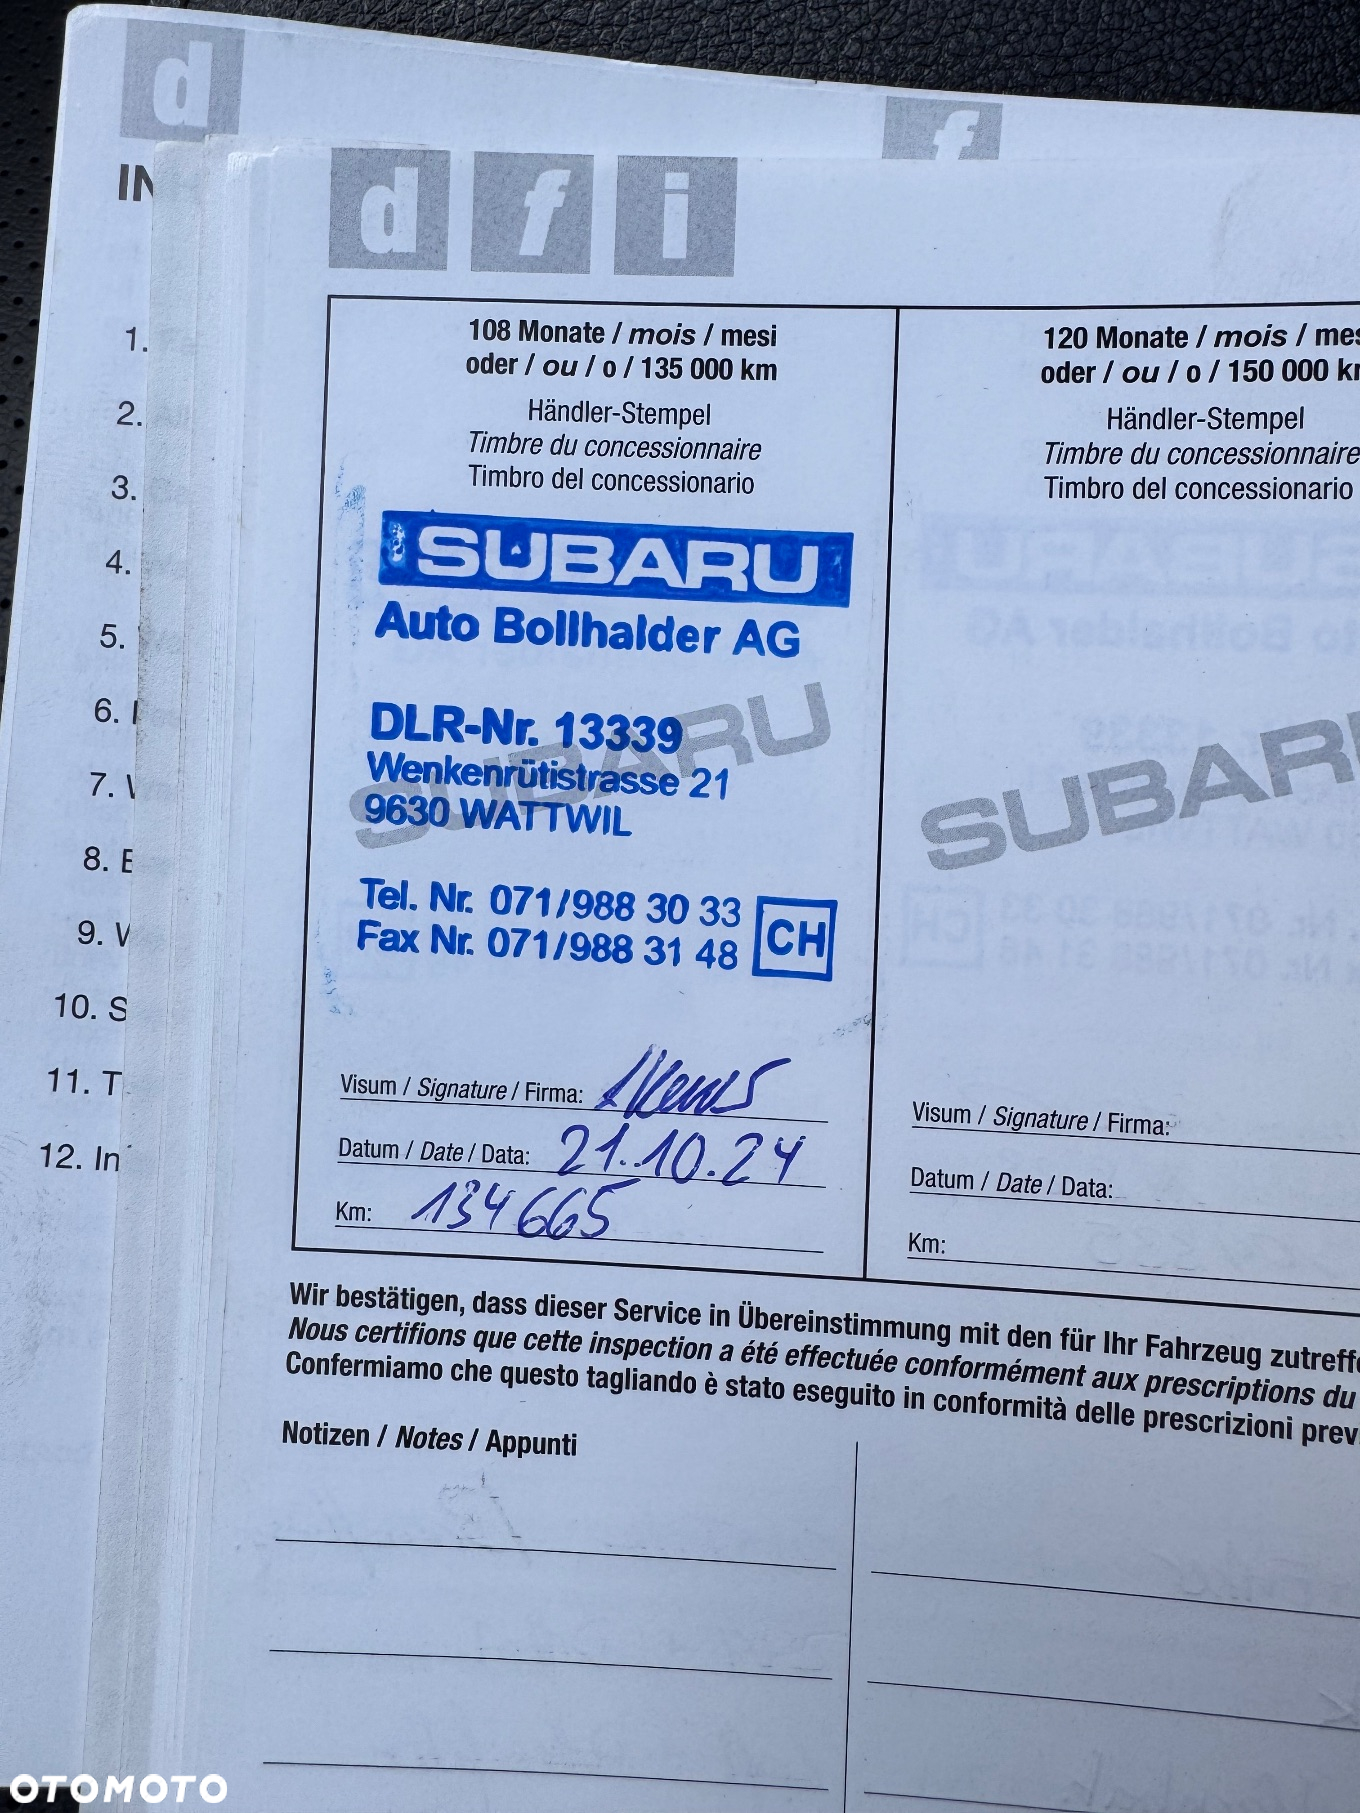 d
f
IN
d f i
1.
2.
3.
4.
5.
6.
7.
8. E
9.
10. S
11. T
12. In
108 Monate / mois / mesi
oder / ou / o / 135 000 km
Händler-Stempel
Timbre du concessionnaire
Timbro del concessionario
SUBARU
Auto Bollhalder AG
DLR-Nr. 13339
Wenkenrütistrasse 21
9630 WATTWIL
SUBARU
Tel. Nr. 071/988 30 33
Fax Nr. 071/988 31 48
CH
Visum / Signature / Firma:
Datum / Date / Data: 21.10.24
Km: 134665
120 Monate / mois / mes
oder / ou / o / 150 000 k
Händler-Stempel
Timbre du concessionnaire
Timbro del concessionario
SUBAR
Visum / Signature / Firma:
Datum / Date / Data:
Km:
Wir bestätigen, dass dieser Service in Übereinstimmung mit den für Ihr Fahrzeug zutreff
Nous certifions que cette inspection a été effectuée conformément aux prescriptions du
Confermiamo che questo tagliando è stato eseguito in conformità delle prescrizioni prev
Notizen / Notes / Appunti
OTOMOTO